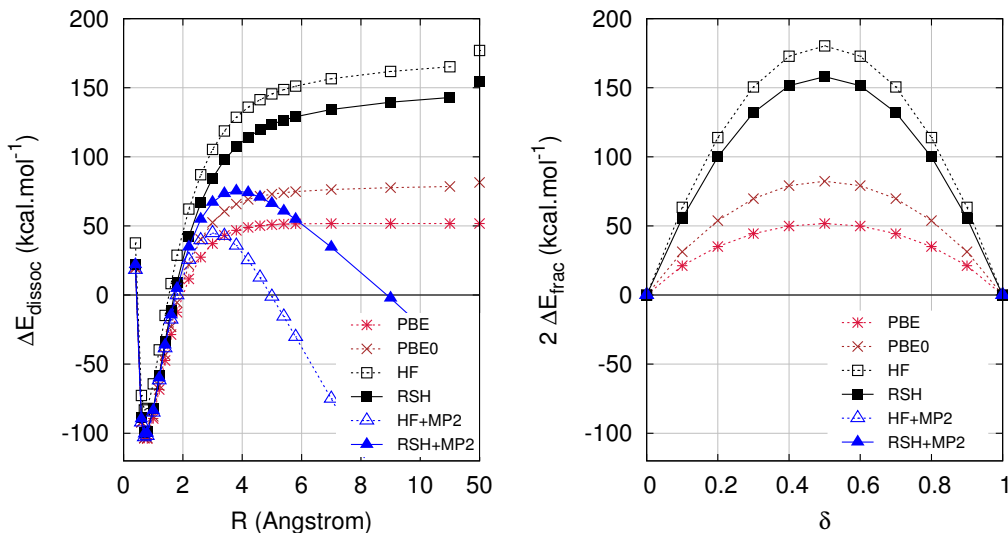 200
150
100
50
0
-50
-100
ΔE_dissoc (kcal.mol⁻¹)
PBE
PBE0
HF
RSH
HF+MP2
RSH+MP2
0 2 4 6 8 10 50
R (Angstrom)
200
150
100
50
0
-50
-100
2 ΔE_frac (kcal.mol⁻¹)
PBE
PBE0
HF
RSH
HF+MP2
RSH+MP2
0 0.2 0.4 0.6 0.8 1
δ